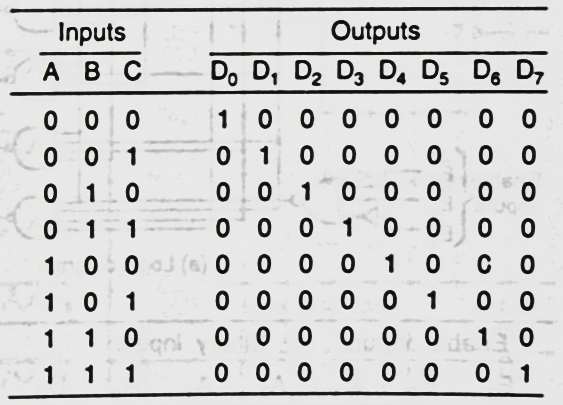 Inputs Outputs
A B C D₀ D₁ D₂ D₃ D₄ D₅ D₆ D₇
0 0 0 1 0 0 0 0 0 0 0
0 0 1 0 1 0 0 0 0 0 0
0 1 0 0 0 1 0 0 0 0 0
0 1 1 0 0 0 1 0 0 0 0
1 0 0 0 0 0 0 1 0 C 0
1 0 1 0 0 0 0 0 1 0 0
1 1 0 0 0 0 0 0 0 1 0
1 1 1 0 0 0 0 0 0 0 1